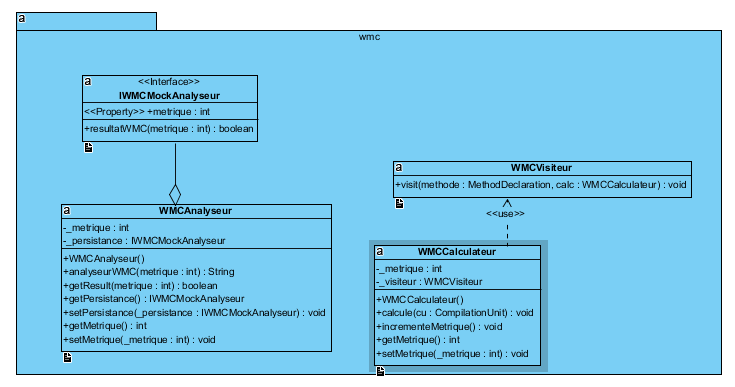 a
wmc
a
<<Interface>>
IWMCMockAnalyseur
<<Property>> +metrique : int
+resultatWMC(metrique : int) : boolean
a
WMCVisiteur
+visit(methode : MethodDeclaration, calc : WMCCalculateur) : void
<<use>>
a
WMCAnalyseur
-_metrique : int
-_persistance : IWMCMockAnalyseur
+WMCAnalyseur()
+analyseurWMC(metrique : int) : String
+getResult(metrique : int) : boolean
+getPersistance() : IWMCMockAnalyseur
+setPersistance(_persistance : IWMCMockAnalyseur) : void
+getMetrique() : int
+setMetrique(_metrique : int) : void
a
WMCCalculateur
-_metrique : int
-_visiteur : WMCVisiteur
+WMCCalculateur()
+calcule(cu : CompilationUnit) : void
+incrementeMetrique() : void
+getMetrique() : int
+setMetrique(_metrique : int) : void